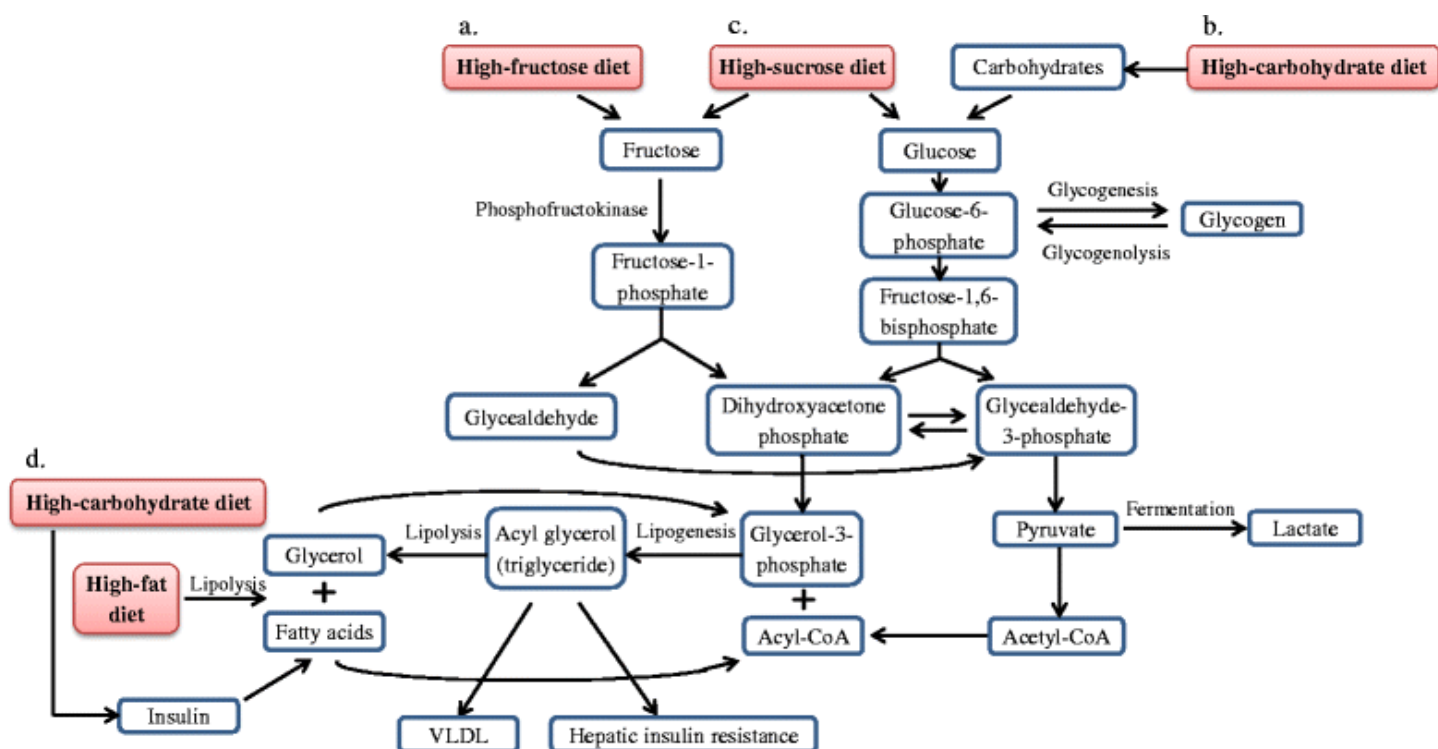 a.
c.
b.
High-fructose diet
High-sucrose diet
Carbohydrates
High-carbohydrate diet
Fructose
Glucose
Phosphofructokinase
Glucose-6-
phosphate
Glycogenesis
Glycogen
Glycogenolysis
Fructose-1-
phosphate
Fructose-1,6-
bisphosphate
Glycealdehyde
Dihydroxyacetone
phosphate
Glycealdehyde-
3-phosphate
d.
High-carbohydrate diet
Glycerol
Lipolysis
Acyl glycerol
(triglyceride)
Lipogenesis
Glycerol-3-
phosphate
Pyruvate
Fermentation
Lactate
High-fat
diet
Lipolysis
+
+
Fatty acids
Acyl-CoA
Acetyl-CoA
Insulin
VLDL
Hepatic insulin resistance